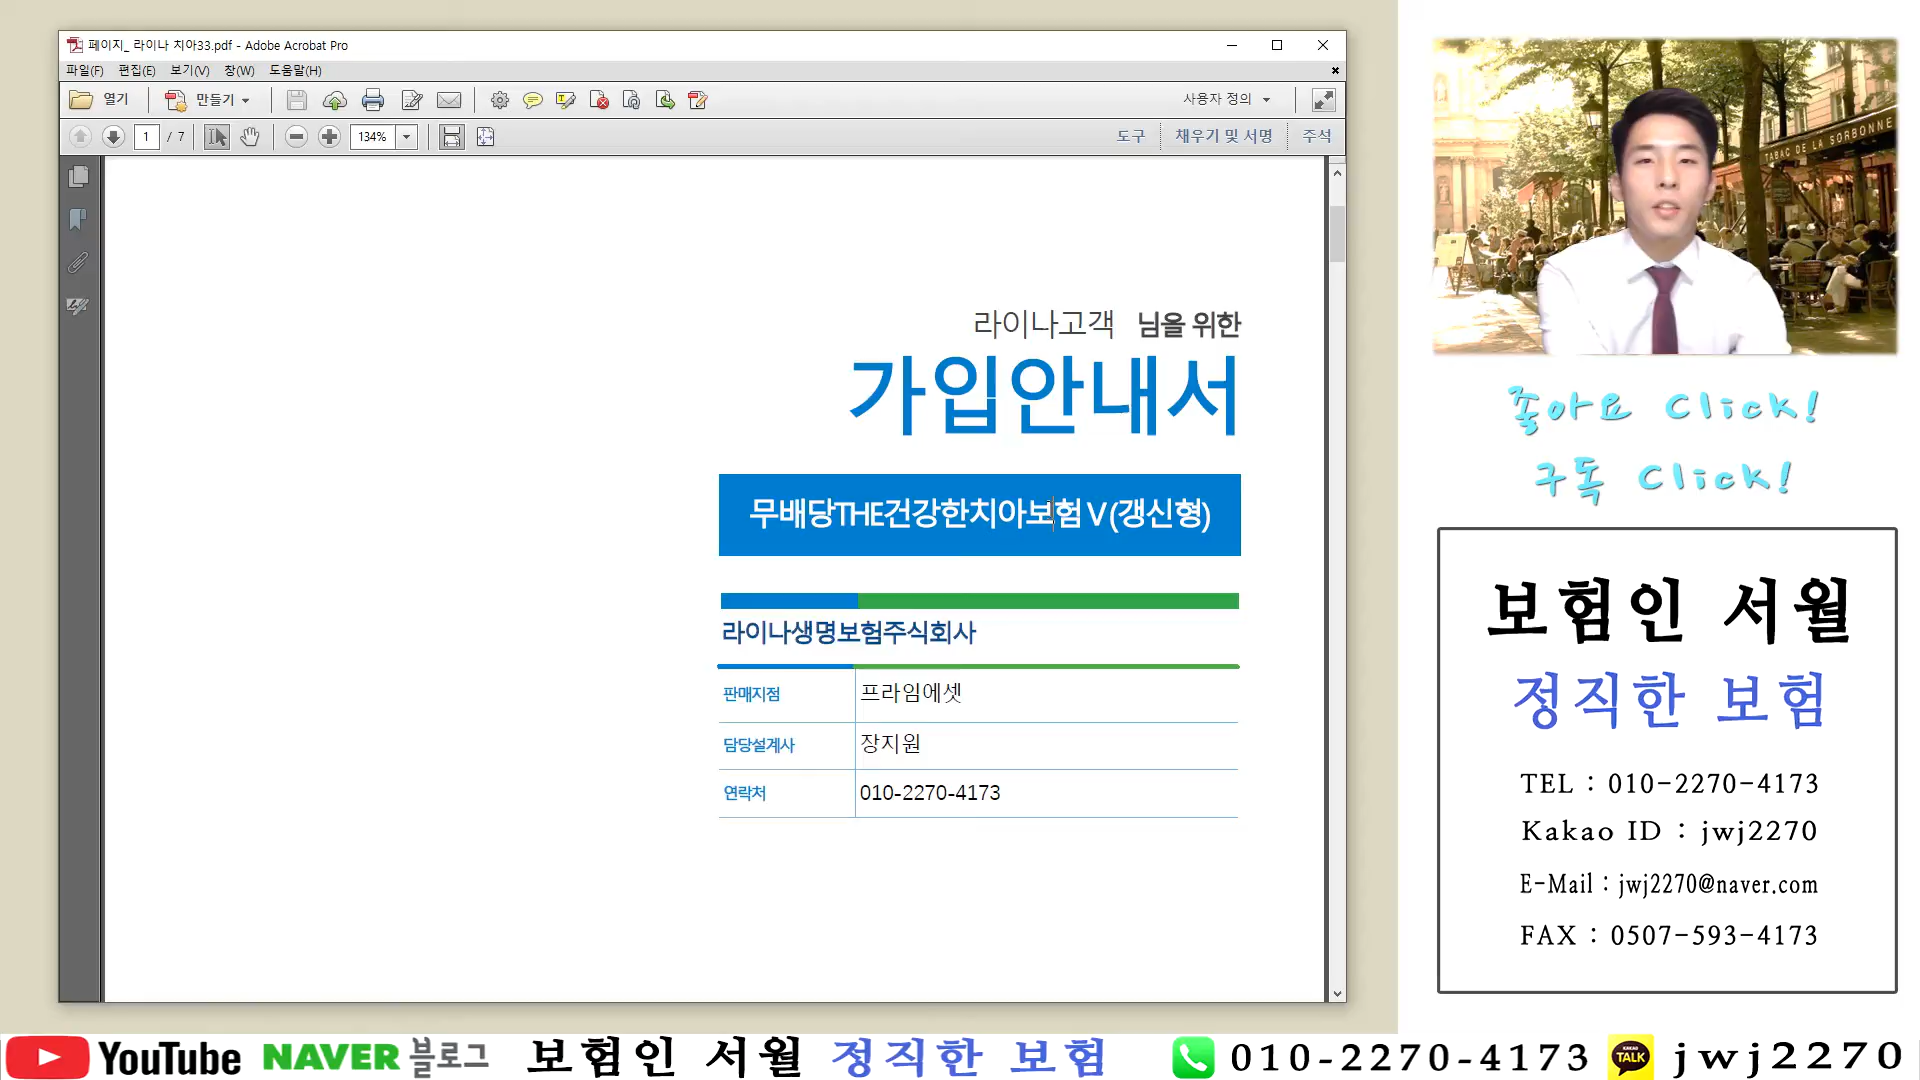 페이지_ 라이나 치아33.pdf - Adobe Acrobat Pro
파일(F) 편집(E) 보기(V) 창(W) 도움말(H)
열기 만들기 사용자 정의
1 / 7 134% 도구 채우기 및 서명 주석
라이나고객 님을 위한
가입안내서
무배당THE건강한치아보험Ⅴ(갱신형)
라이나생명보험주식회사
판매지점 프라임에셋
담당설계사 장지원
연락처 010-2270-4173
TABAC DE LA SORBONNE
좋아요 Click!
구독 Click!
보험인 서월
정직한 보험
TEL : 010-2270-4173
Kakao ID : jwj2270
E-Mail : jwj2270@naver.com
FAX : 0507-593-4173
YouTube NAVER 블로그 보험인 서월 정직한 보험 010-2270-4173 KAKAO TALK jwj2270